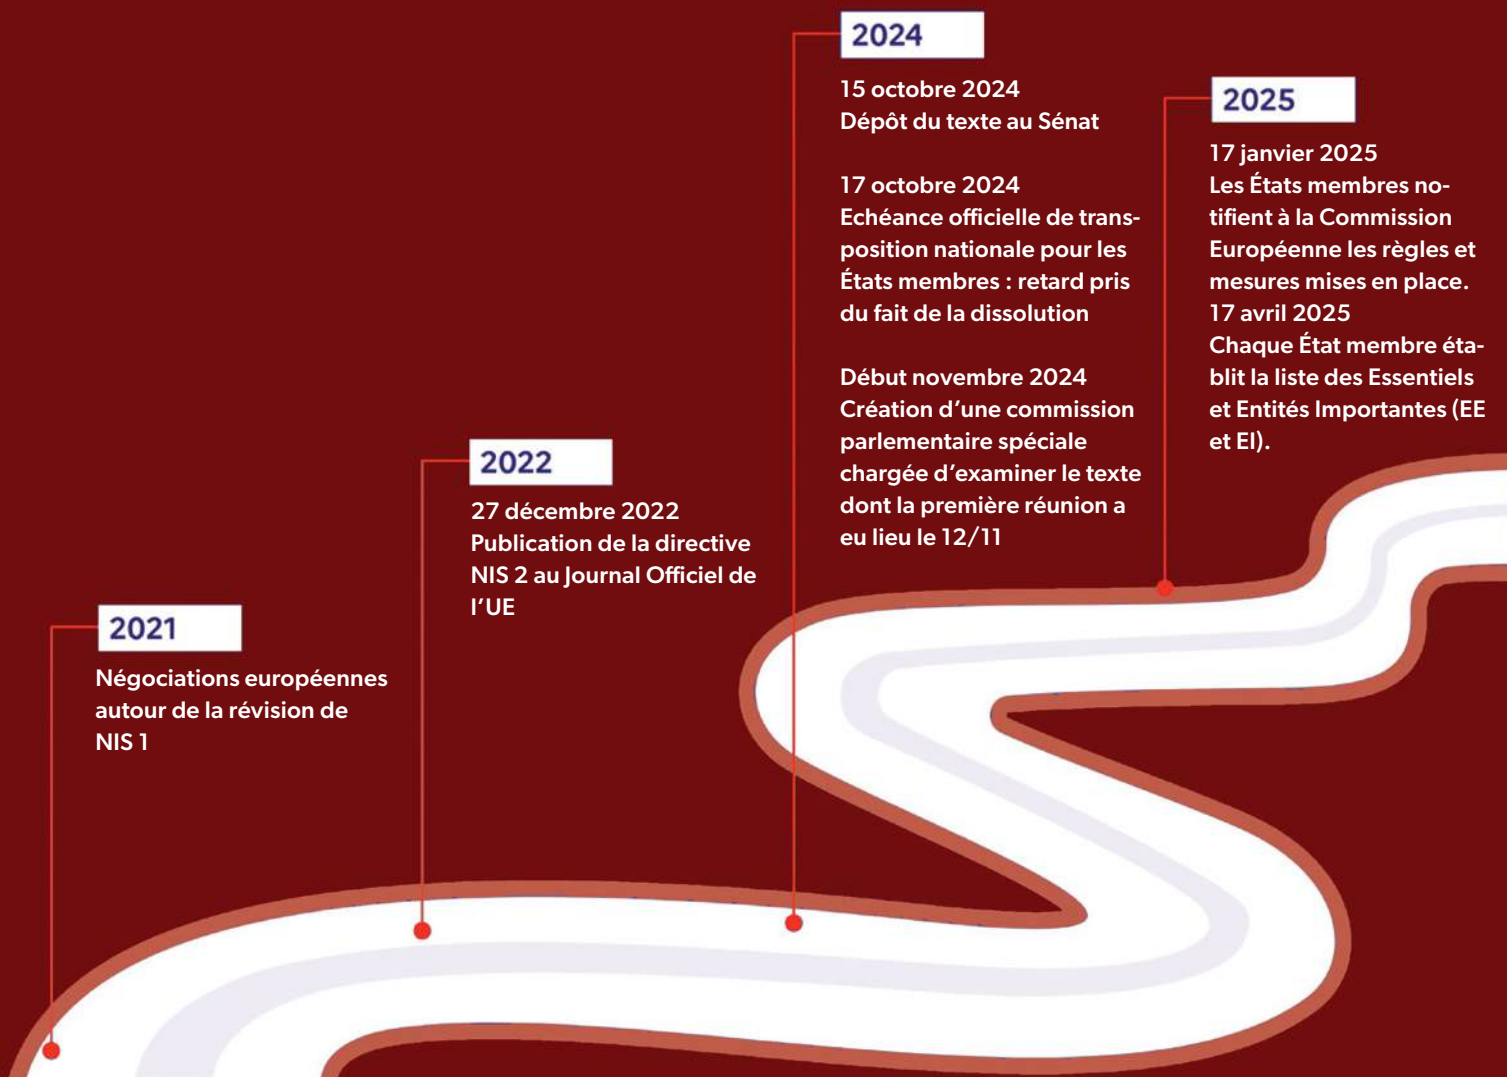 2021
Négociations européennes
autour de la révision de
NIS 1
2022
27 décembre 2022
Publication de la directive
NIS 2 au Journal Officiel de
l'UE
2024
15 octobre 2024
Dépôt du texte au Sénat
17 octobre 2024
Echéance officielle de trans-
position nationale pour les
États membres : retard pris
du fait de la dissolution
Début novembre 2024
Création d'une commission
parlementaire spéciale
chargée d'examiner le texte
dont la première réunion a
eu lieu le 12/11
2025
17 janvier 2025
Les États membres no-
tifient à la Commission
Européenne les règles et
mesures mises en place.
17 avril 2025
Chaque État membre éta-
blit la liste des Essentiels
et Entités Importantes (EE
et EI).